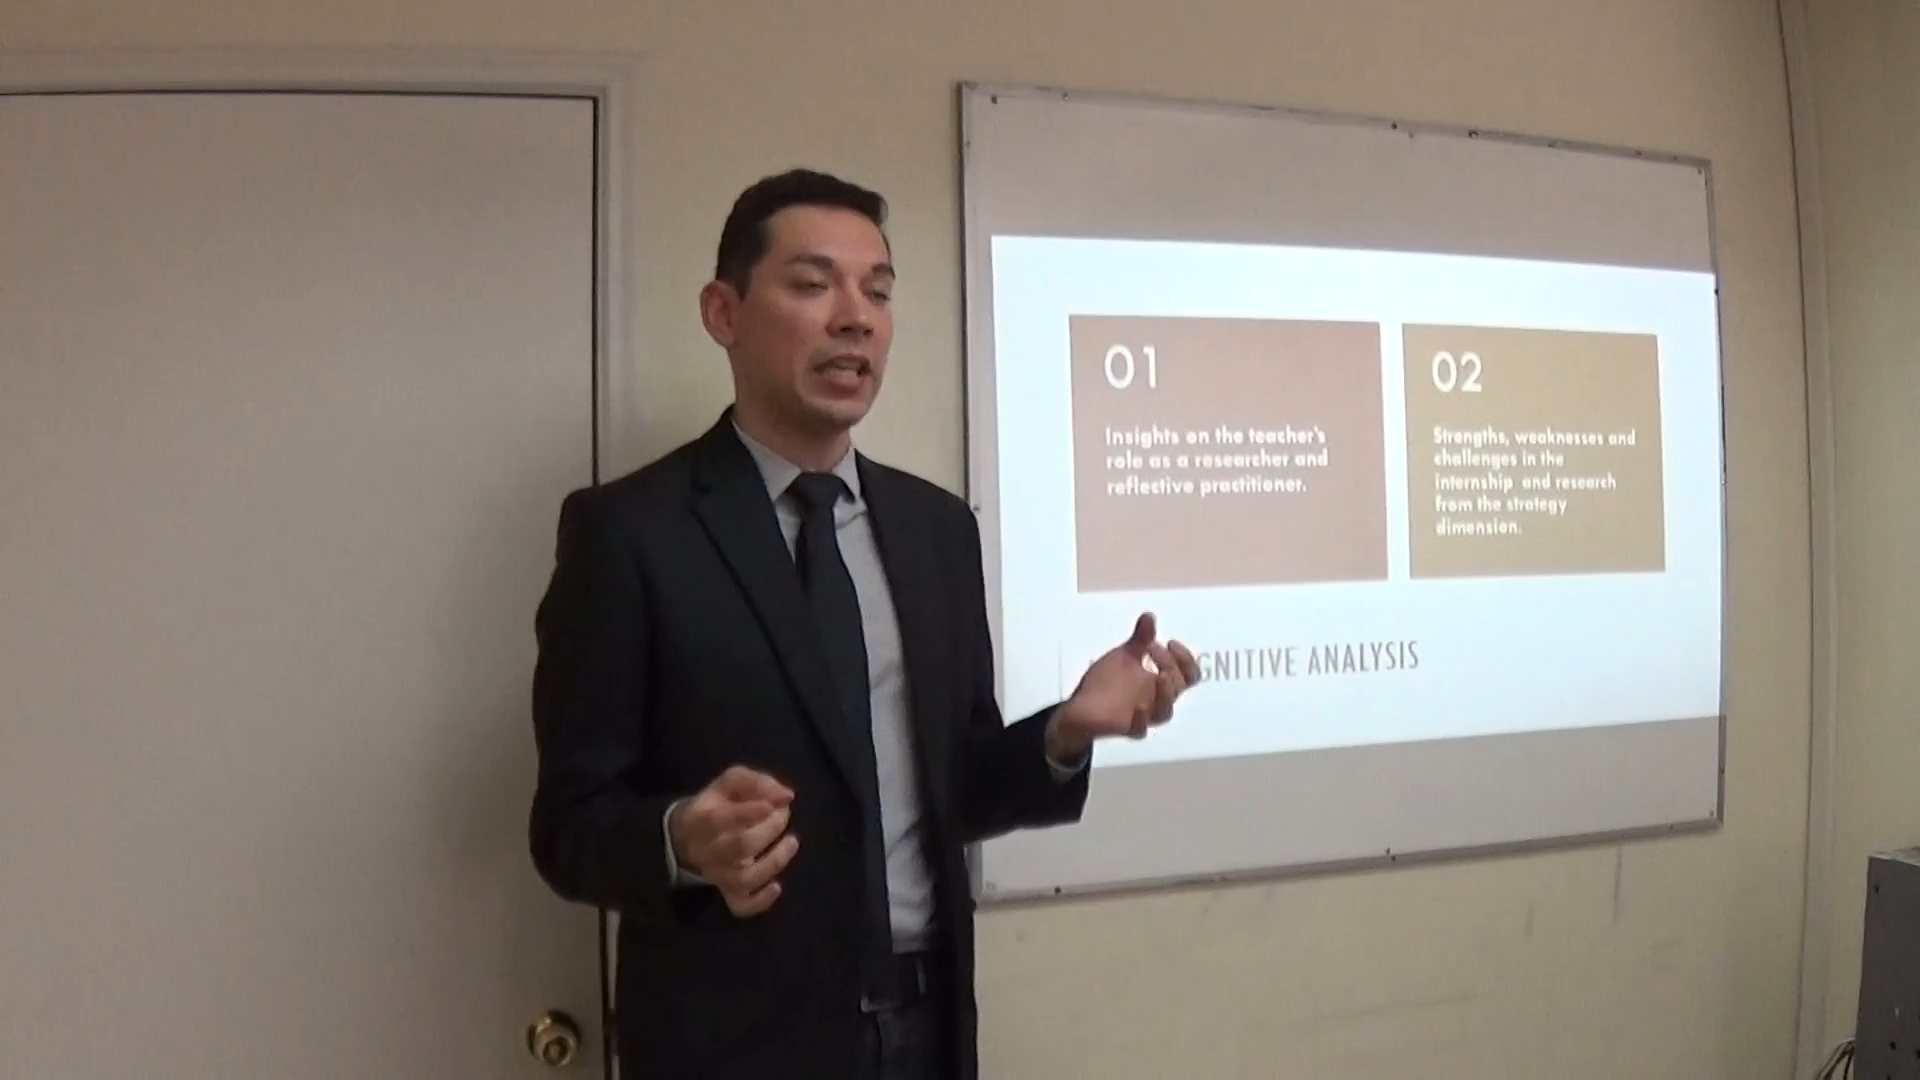 01
Insights on the teacher's
role as a researcher and
reflective practitioner.
02
Strengths, weaknesses and
challenges in the
internship and research
from the strategy
dimension.
ANALYSIS